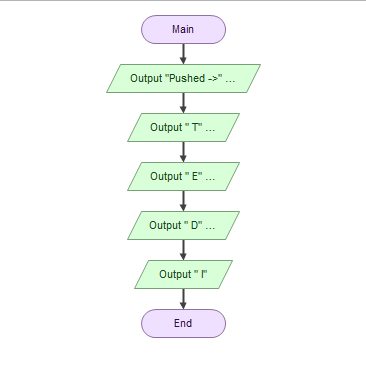 Main
Output "Pushed ->" ...
Output " T" ...
Output " E" ...
Output " D" ...
Output " I"
End